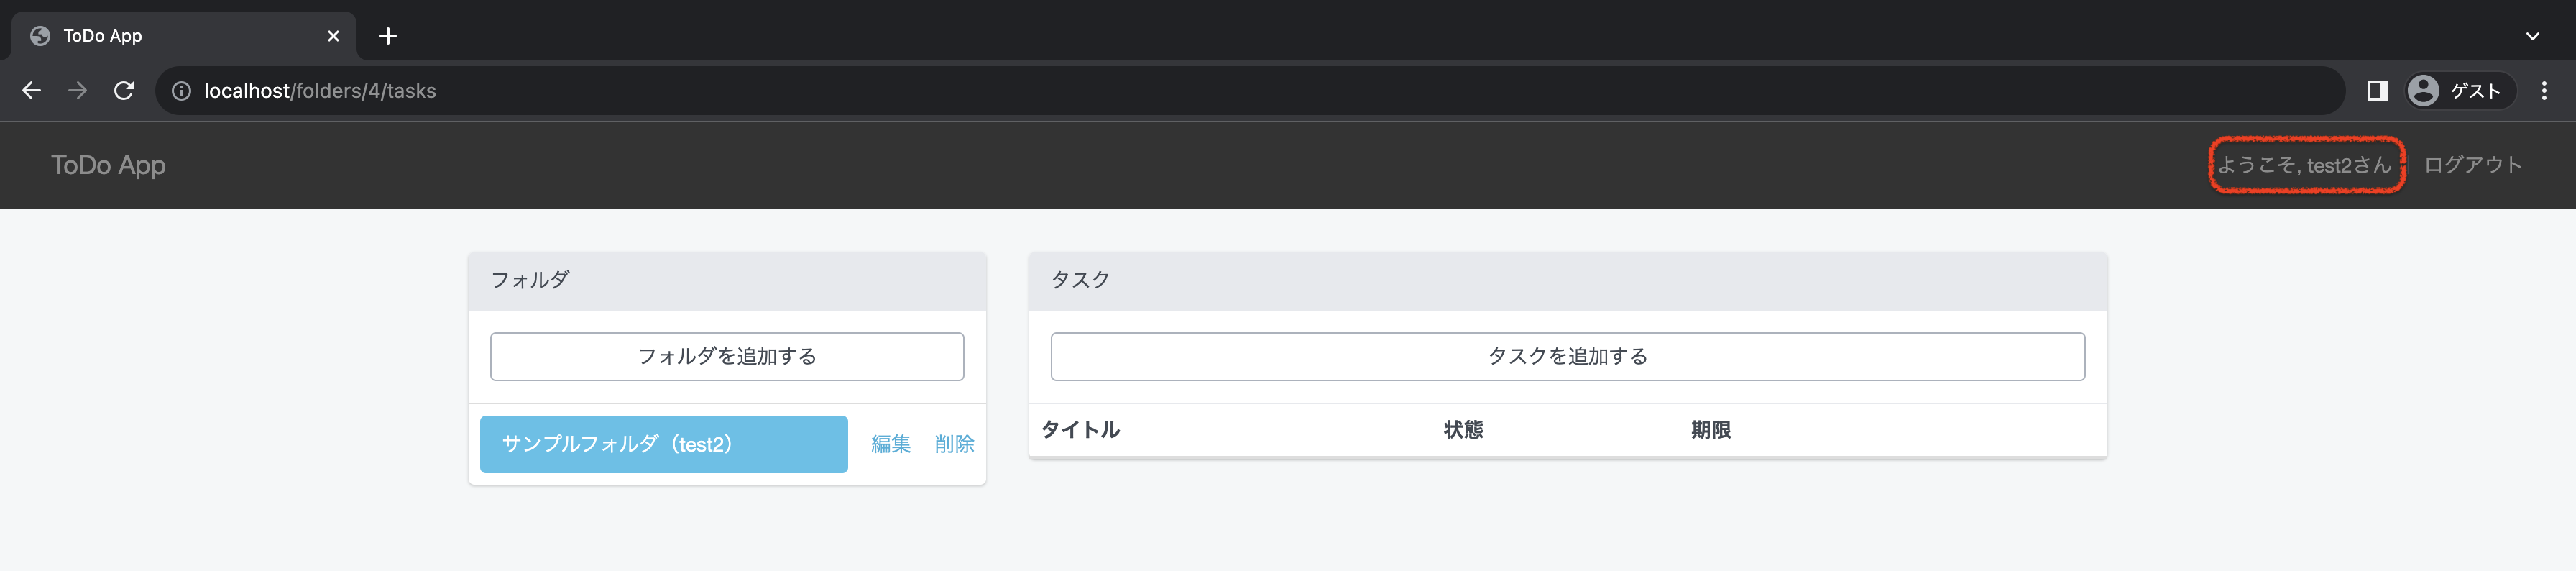 ToDo App
localhost/folders/4/tasks
ゲスト
ToDo App
ようこそ, test2さん
ログアウト
フォルダ
フォルダを追加する
サンプルフォルダ（test2）
編集
削除
タスク
タスクを追加する
タイトル 状態 期限